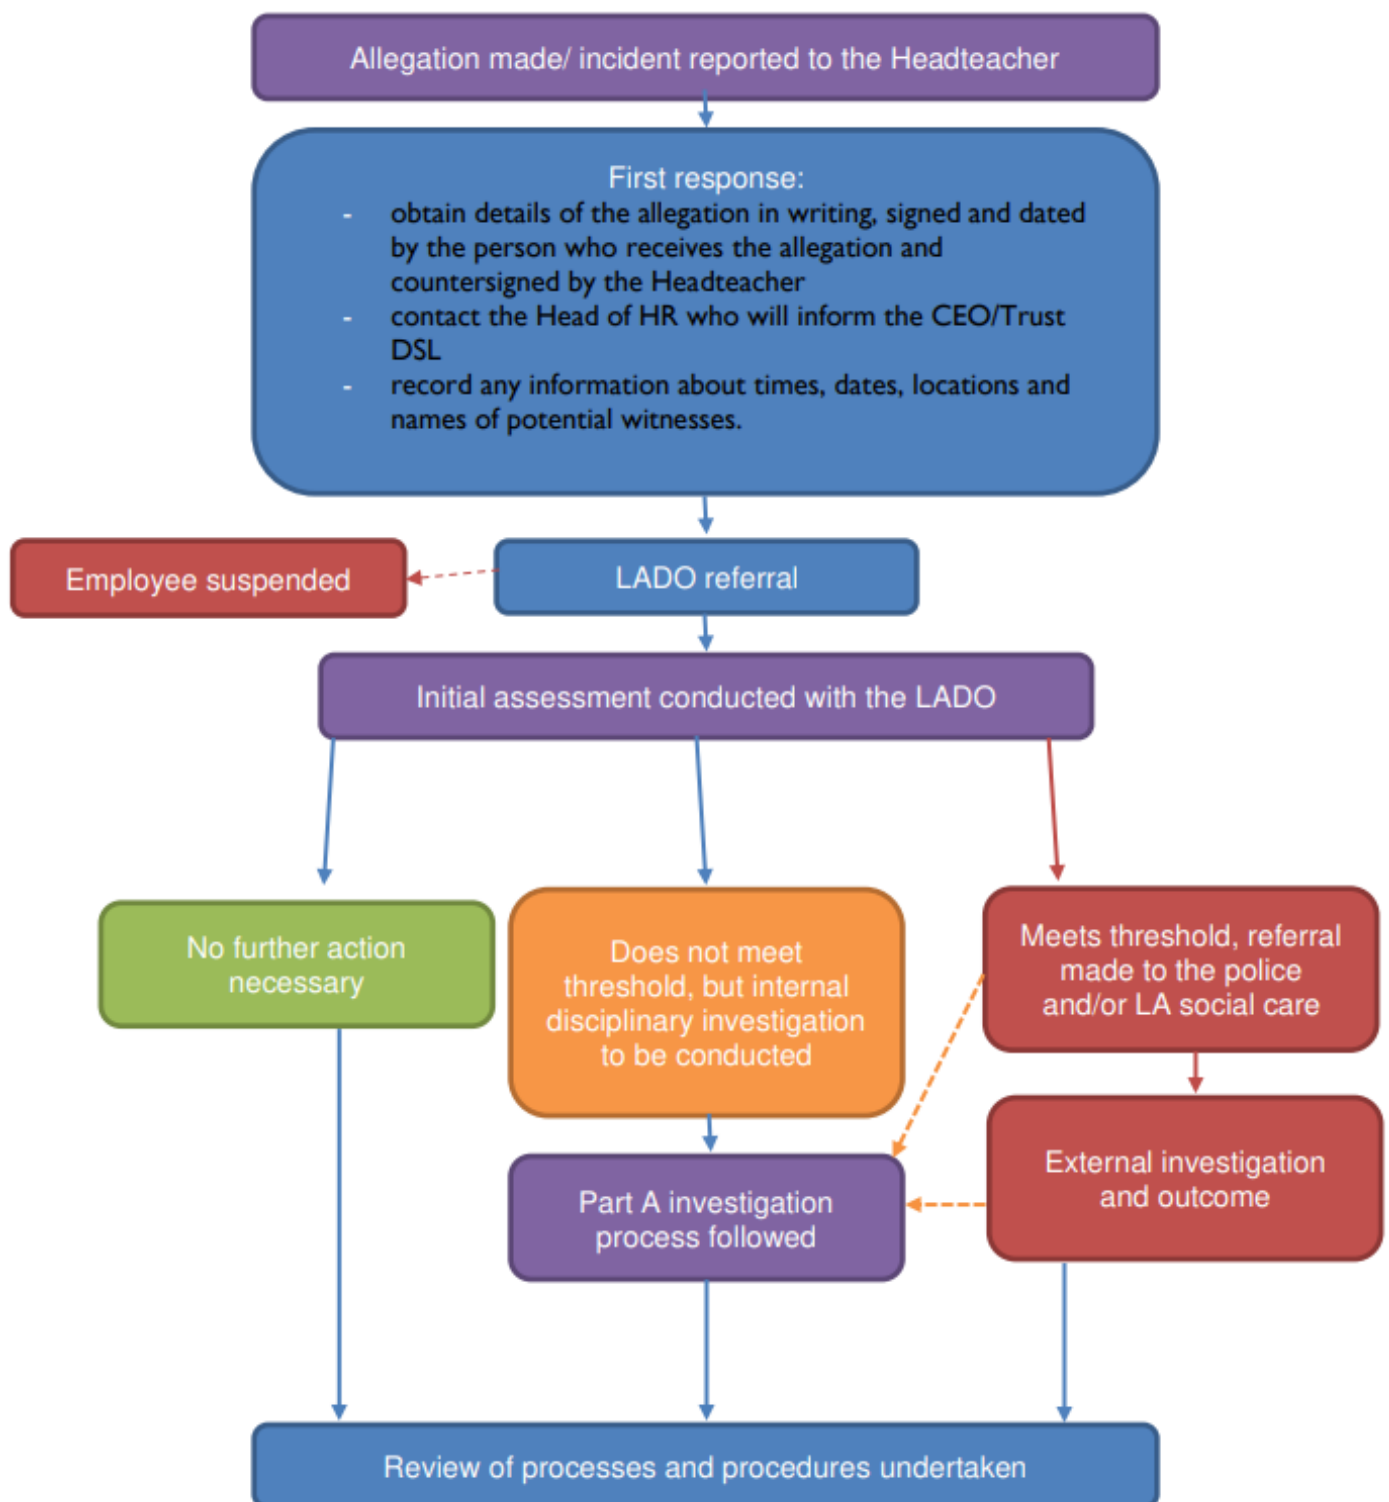 Allegation made/ incident reported to the Headteacher
First response:
- obtain details of the allegation in writing, signed and dated
by the person who receives the allegation and
countersigned by the Headteacher
- contact the Head of HR who will inform the CEO/Trust
DSL
- record any information about times, dates, locations and
names of potential witnesses.
Employee suspended
LADO referral
Initial assessment conducted with the LADO
No further action
necessary
Does not meet
threshold, but internal
disciplinary investigation
to be conducted
Meets threshold, referral
made to the police
and/or LA social care
Part A investigation
process followed
External investigation
and outcome
Review of processes and procedures undertaken